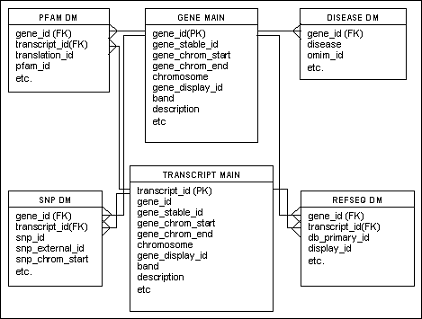 PFAM DM
gene_id (FK)
transcript_id(FK)
translation_id
pfam_id
etc.
GENE MAIN
gene_id(PK)
gene_stable_id
gene_chrom_start
gene_chrom_end
chromosome
gene_display_id
band
description
etc
DISEASE DM
gene_id (FK)
disease
omim_id
etc.
SNP DM
gene_id (FK)
transcript_id(FK)
snp_id
snp_external_id
snp_chrom_start
etc.
TRANSCRIPT MAIN
transcript_id (PK)
gene_id
gene_stable_id
gene_chrom_start
gene_chrom_end
chromosome
gene_display_id
band
description
etc
REFSEQ DM
gene_id (FK)
transcript_id(FK)
db_primary_id
display_id
etc.